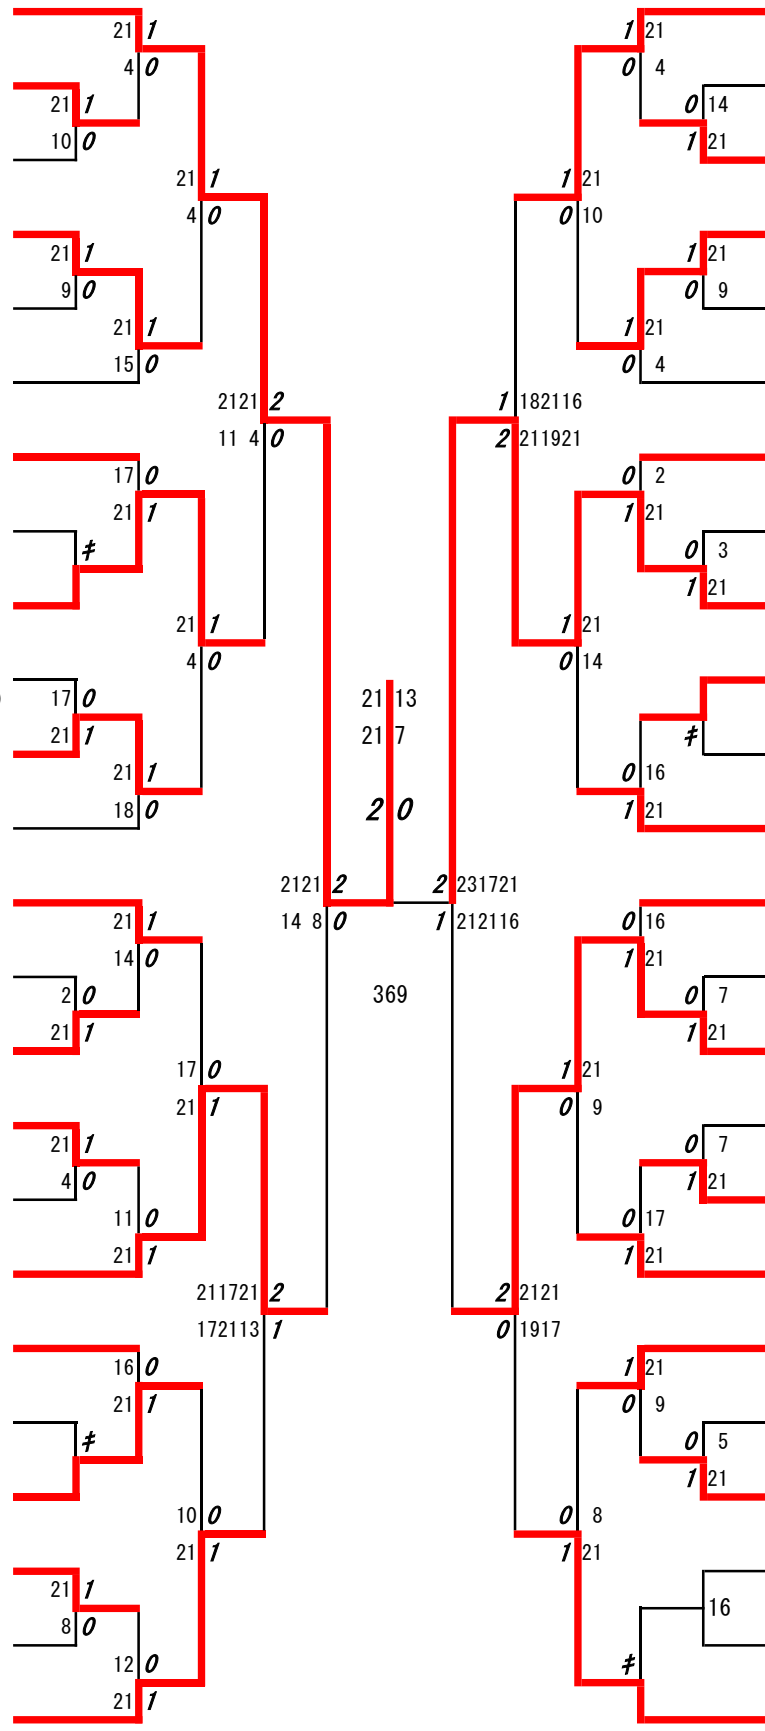 21 1 1 21
4 0 0 4
21 1 0 14
10 0 1 21
21 1 1 21
4 0 0 10
21 1 1 21
9 0 0 9
21 1 1 21
15 0 0 4
2121 2 1 182116
11 4 0 2 211921
17 0 0 2
21 1 1 21
≠ 0 3
1 21
21 1 1 21
4 0 0 14
17 0 21 13
21 1 21 7 ≠
21 1 0 16
18 0 2 0 1 21
2121 2 2 231721
14 8 0 1 212116
21 1 0 16
14 0 1 21
2 0 369 0 7
21 1 1 21
17 0 1 21
21 1 0 9
21 1 0 7
4 0 1 21
11 0 0 17
21 1 1 21
211721 2 2 2121
172113 1 0 1917
16 0 1 21
21 1 0 9
≠ 0 5
1 21
10 0 0 8
21 1 1 21
21 1 16
8 0
12 0 ≠
21 1